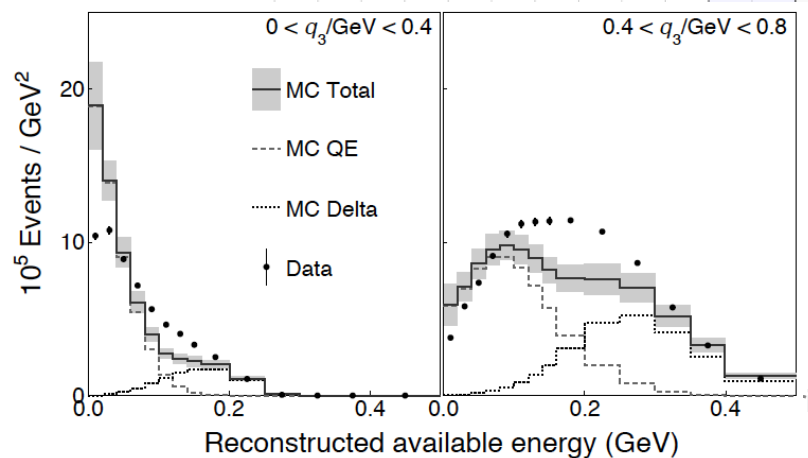 0 < q3/GeV < 0.4
0.4 < q3/GeV < 0.8
20
10
0
10^5 Events / GeV^2
MC Total
MC QE
MC Delta
Data
0.0 0.2 0.4 0.0 0.2 0.4
Reconstructed available energy (GeV)